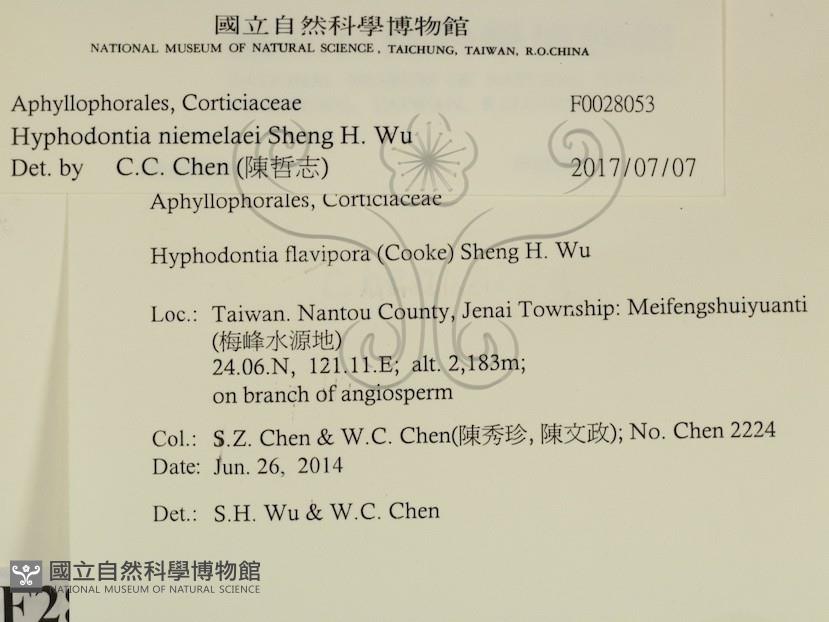 國立自然科學博物館
NATIONAL MUSEUM OF NATURAL SCIENCE, TAICHUNG, TAIWAN, R.O.CHINA
Aphyllophorales, Corticiaceae F0028053
Hyphodontia niemelaei Sheng H. Wu
Det. by C.C. Chen (陳哲志) 2017/07/07
Aphyllophorales, Corticiaceae
Hyphodontia flavipora (Cooke) Sheng H. Wu
Loc.: Taiwan. Nantou County, Jenai Township: Meifengshuiyuanti
(梅峰水源地)
24.06.N, 121.11.E; alt. 2,183m;
on branch of angiosperm
Col.: S.Z. Chen & W.C. Chen(陳秀珍, 陳文政); No. Chen 2224
Date: Jun. 26, 2014
Det.: S.H. Wu & W.C. Chen
國立自然科學博物館
NATIONAL MUSEUM OF NATURAL SCIENCE